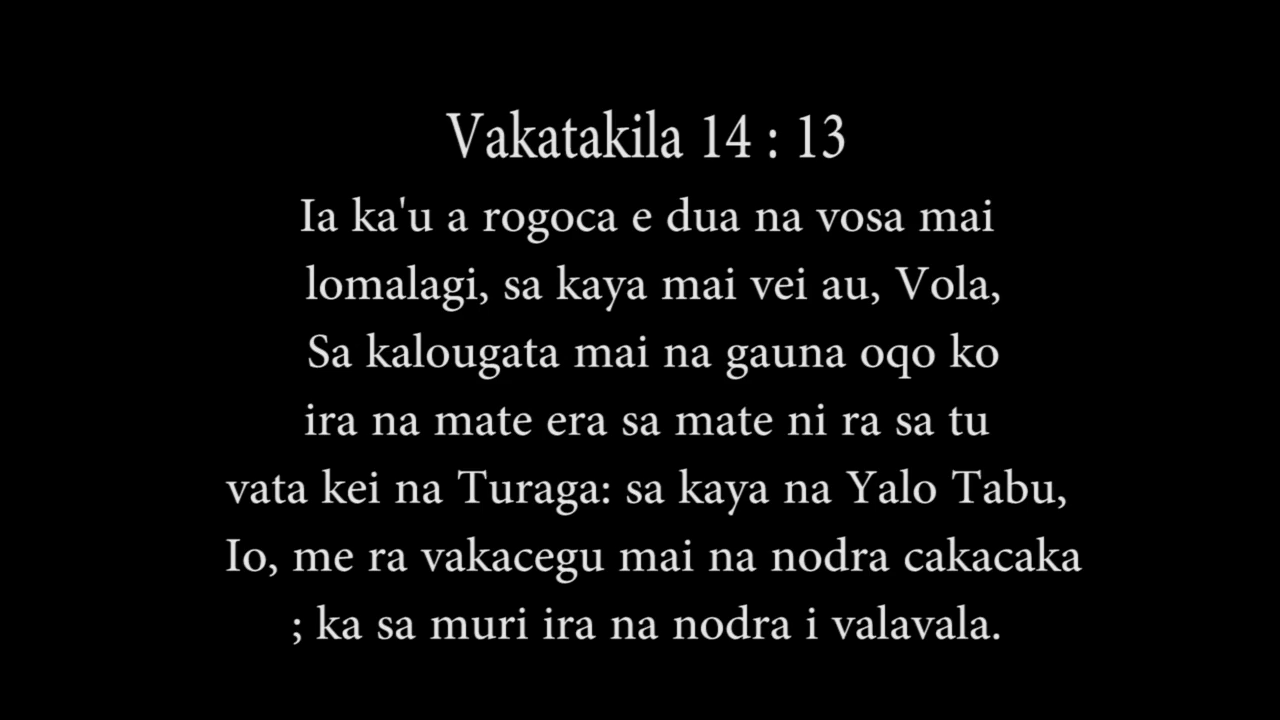 Vakatakila 14 : 13
Ia ka'u a rogoca e dua na vosa mai
lomalagi, sa kaya mai vei au, Vola,
Sa kalougata mai na gauna oqo ko
ira na mate era sa mate ni ra sa tu
vata kei na Turaga: sa kaya na Yalo Tabu,
Io, me ra vakacegu mai na nodra cakacaka
; ka sa muri ira na nodra i valavala.